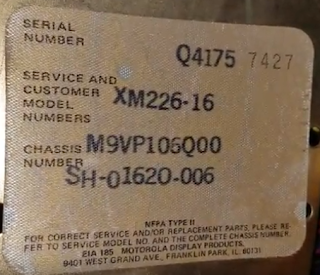 SERIAL
NUMBER Q4175 7427
SERVICE AND
CUSTOMER XM226-16
MODEL
NUMBERS
CHASSIS M9VP106Q00
NUMBER
SH-01620-006
NFPA TYPE II
FOR CORRECT SERVICE AND/OR REPLACEMENT PARTS, PLEASE RE-
FER TO SERVICE MODEL NO. AND THE COMPLETE CHASSIS NUMBER.
EIA 185 MOTOROLA DISPLAY PRODUCTS,
9401 WEST GRAND AVE., FRANKLIN PARK, IL. 60131